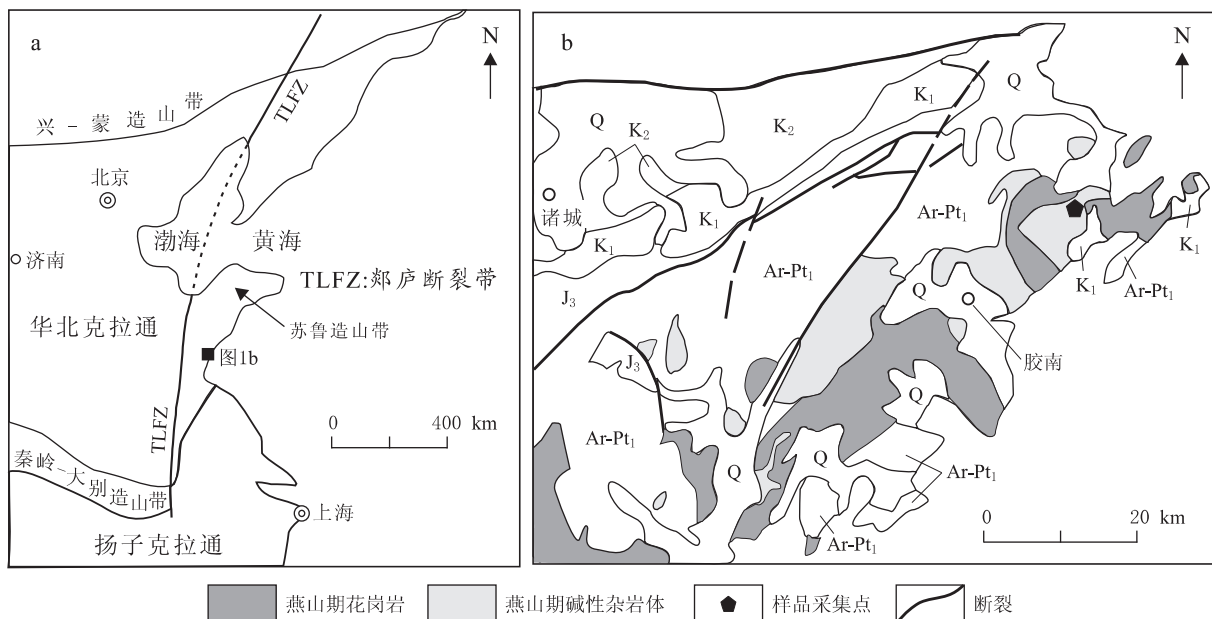 a
N
兴-蒙造山带
TLFZ
北京
渤海
黄海
济南
TLFZ:郯庐断裂带
华北克拉通
苏鲁造山带
图1b
0 400 km
TLFZ
秦岭-大别造山带
上海
扬子克拉通
b
N
Q
K1
Q
K2
K2
诸城
K1
K1
Ar-Pt1
K1
K1
Ar-Pt1
Ar-Pt1
J3
Q
胶南
J3
Q
Ar-Pt1
Q
Q
Ar-Pt1
Ar-Pt1
0 20 km
燕山期花岗岩
燕山期碱性杂岩体
样品采集点
断裂